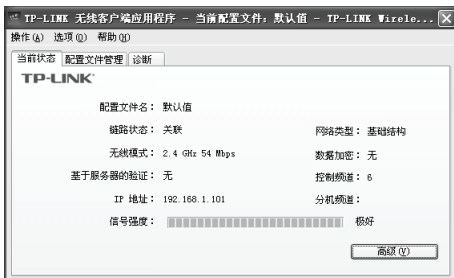 TP-LINK 无线客户端应用程序 - 当前配置文件: 默认值 - TP-LINK Wirele...
操作(A) 选项(O) 帮助(H)
当前状态 配置文件管理 诊断
TP-LINK
配置文件名: 默认值
链路状态: 关联 网络类型: 基础结构
无线模式: 2.4 GHz 54 Mbps 数据加密: 无
基于服务器的验证: 无 控制频道: 6
IP 地址: 192.168.1.101 分机频道:
信号强度: 极好
高级(V)